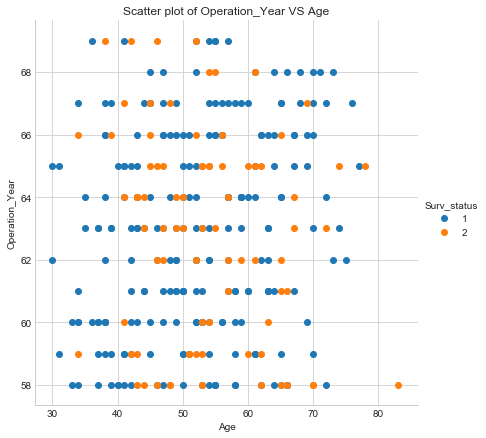 Scatter plot of Operation_Year VS Age
68
66
64
62
60
58
Operation_Year
30 40 50 60 70 80
Age
Surv_status
1
2